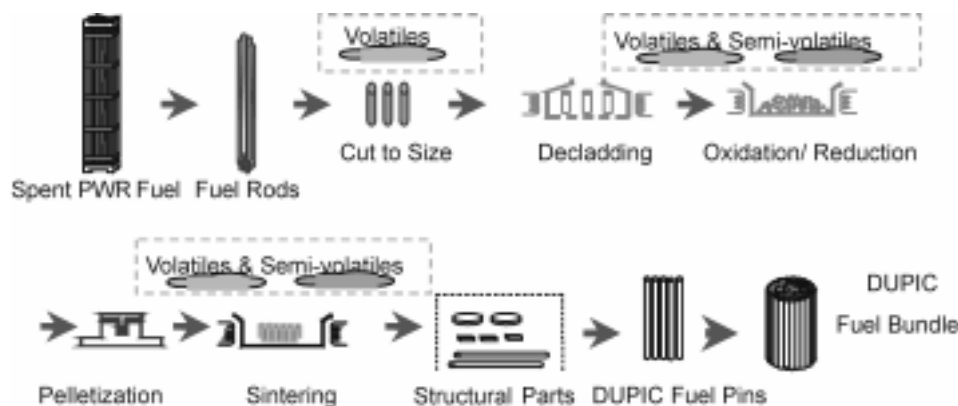 Volatiles
Volatiles & Semi-volatiles
Cut to Size
Decladding
Oxidation/ Reduction
Spent PWR Fuel
Fuel Rods
Volatiles & Semi-volatiles
DUPIC
Fuel Bundle
Pelletization
Sintering
Structural Parts
DUPIC Fuel Pins